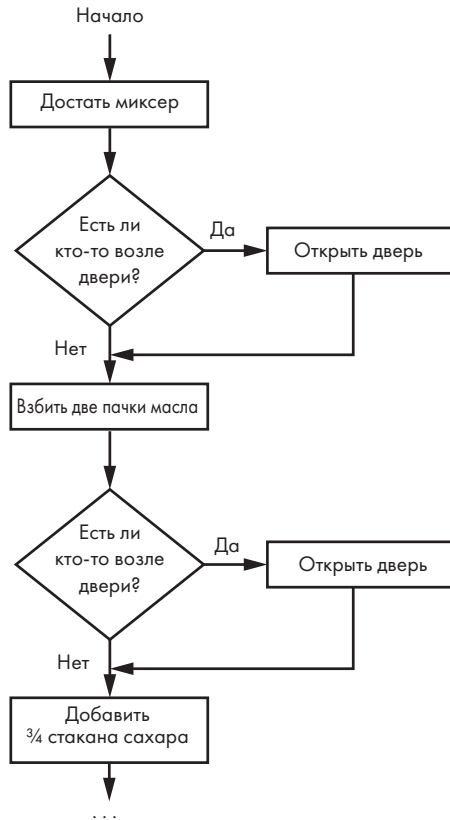 Начало
Достать миксер
Есть ли
кто-то возле
двери?
Да
Открыть дверь
Нет
Взбить две пачки масла
Есть ли
кто-то возле
двери?
Да
Открыть дверь
Нет
Добавить
¾ стакана сахара
...